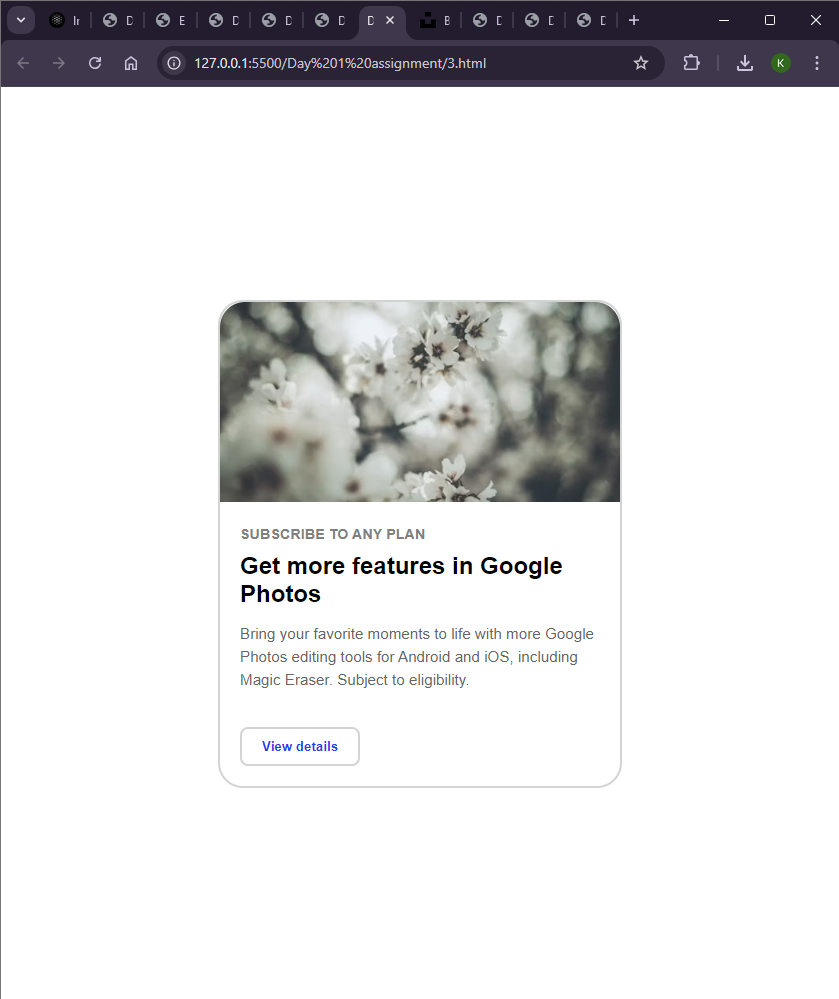 Ir D E D D D D B D D D
127.0.0.1:5500/Day%201%20assignment/3.html
K
SUBSCRIBE TO ANY PLAN
Get more features in Google
Photos
Bring your favorite moments to life with more Google
Photos editing tools for Android and iOS, including
Magic Eraser. Subject to eligibility.
View details